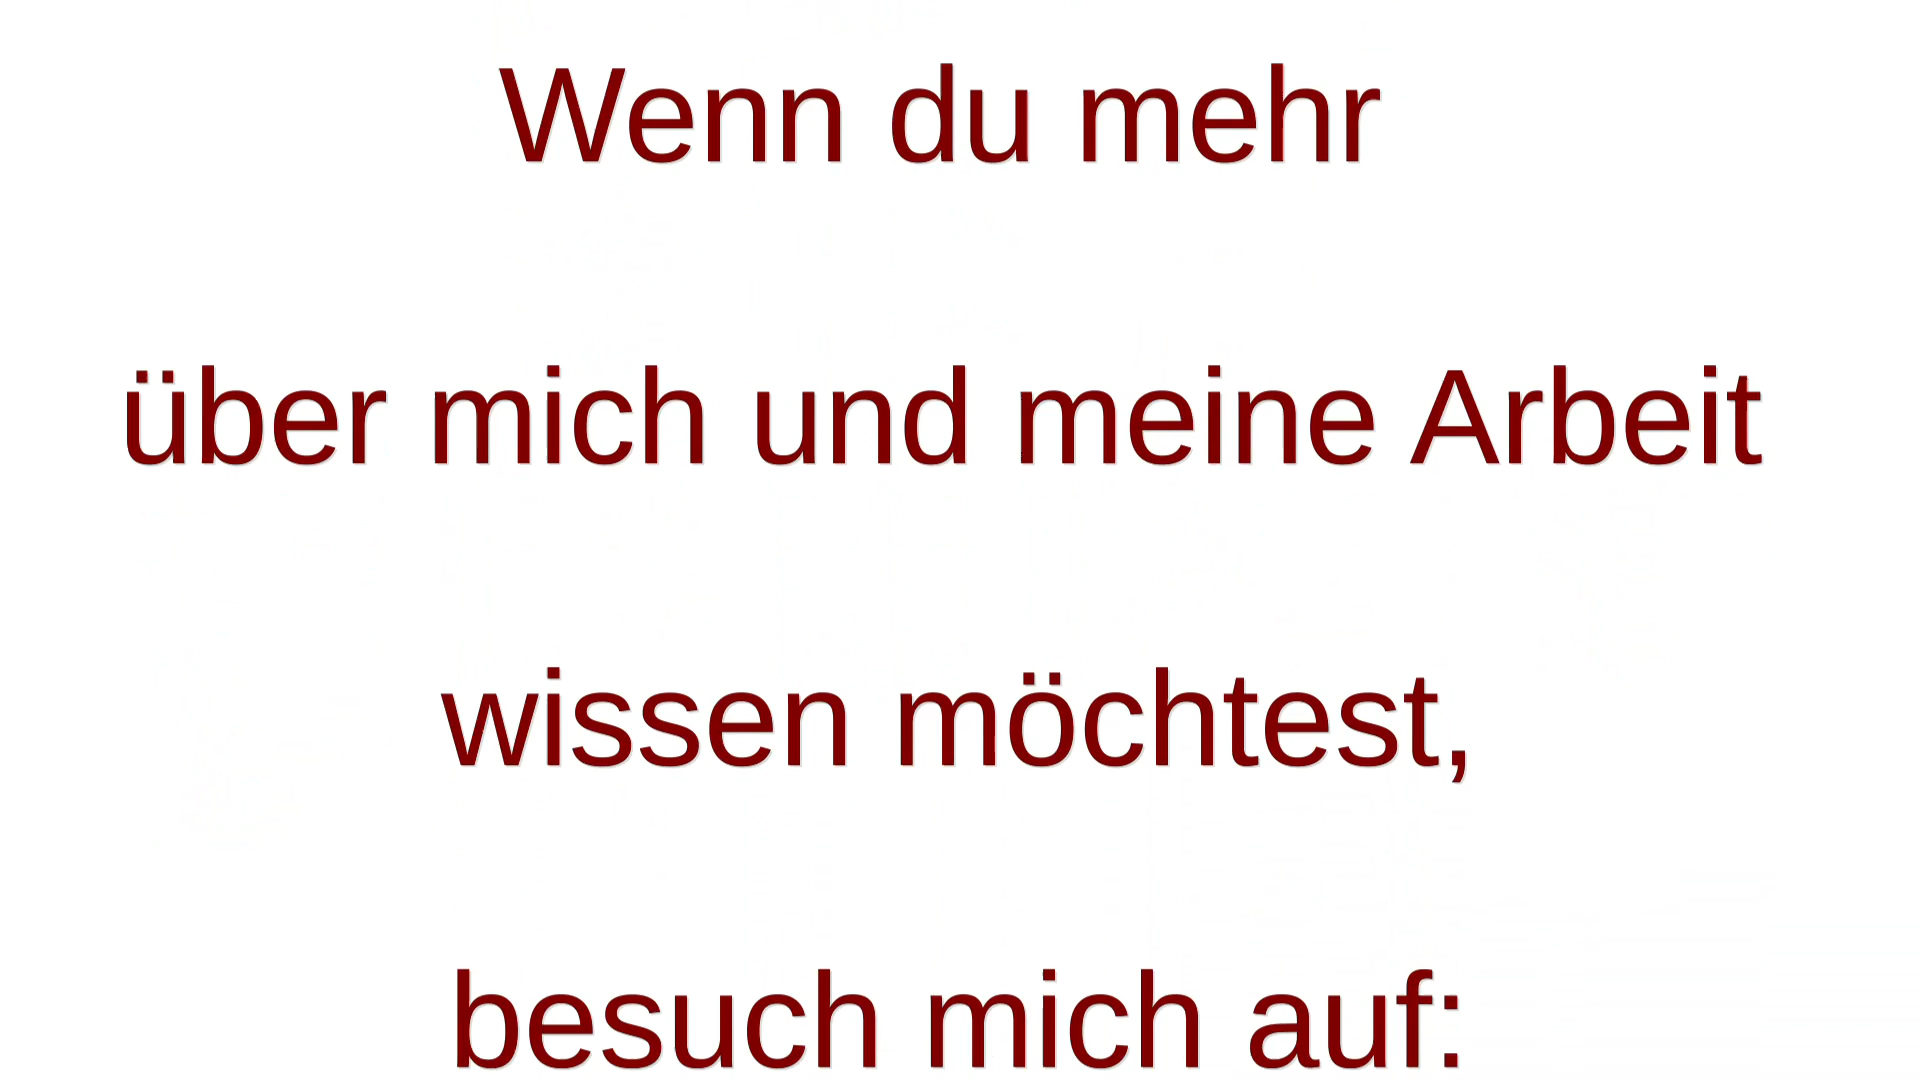 Wenn du mehr
über mich und meine Arbeit
wissen möchtest,
besuch mich auf: